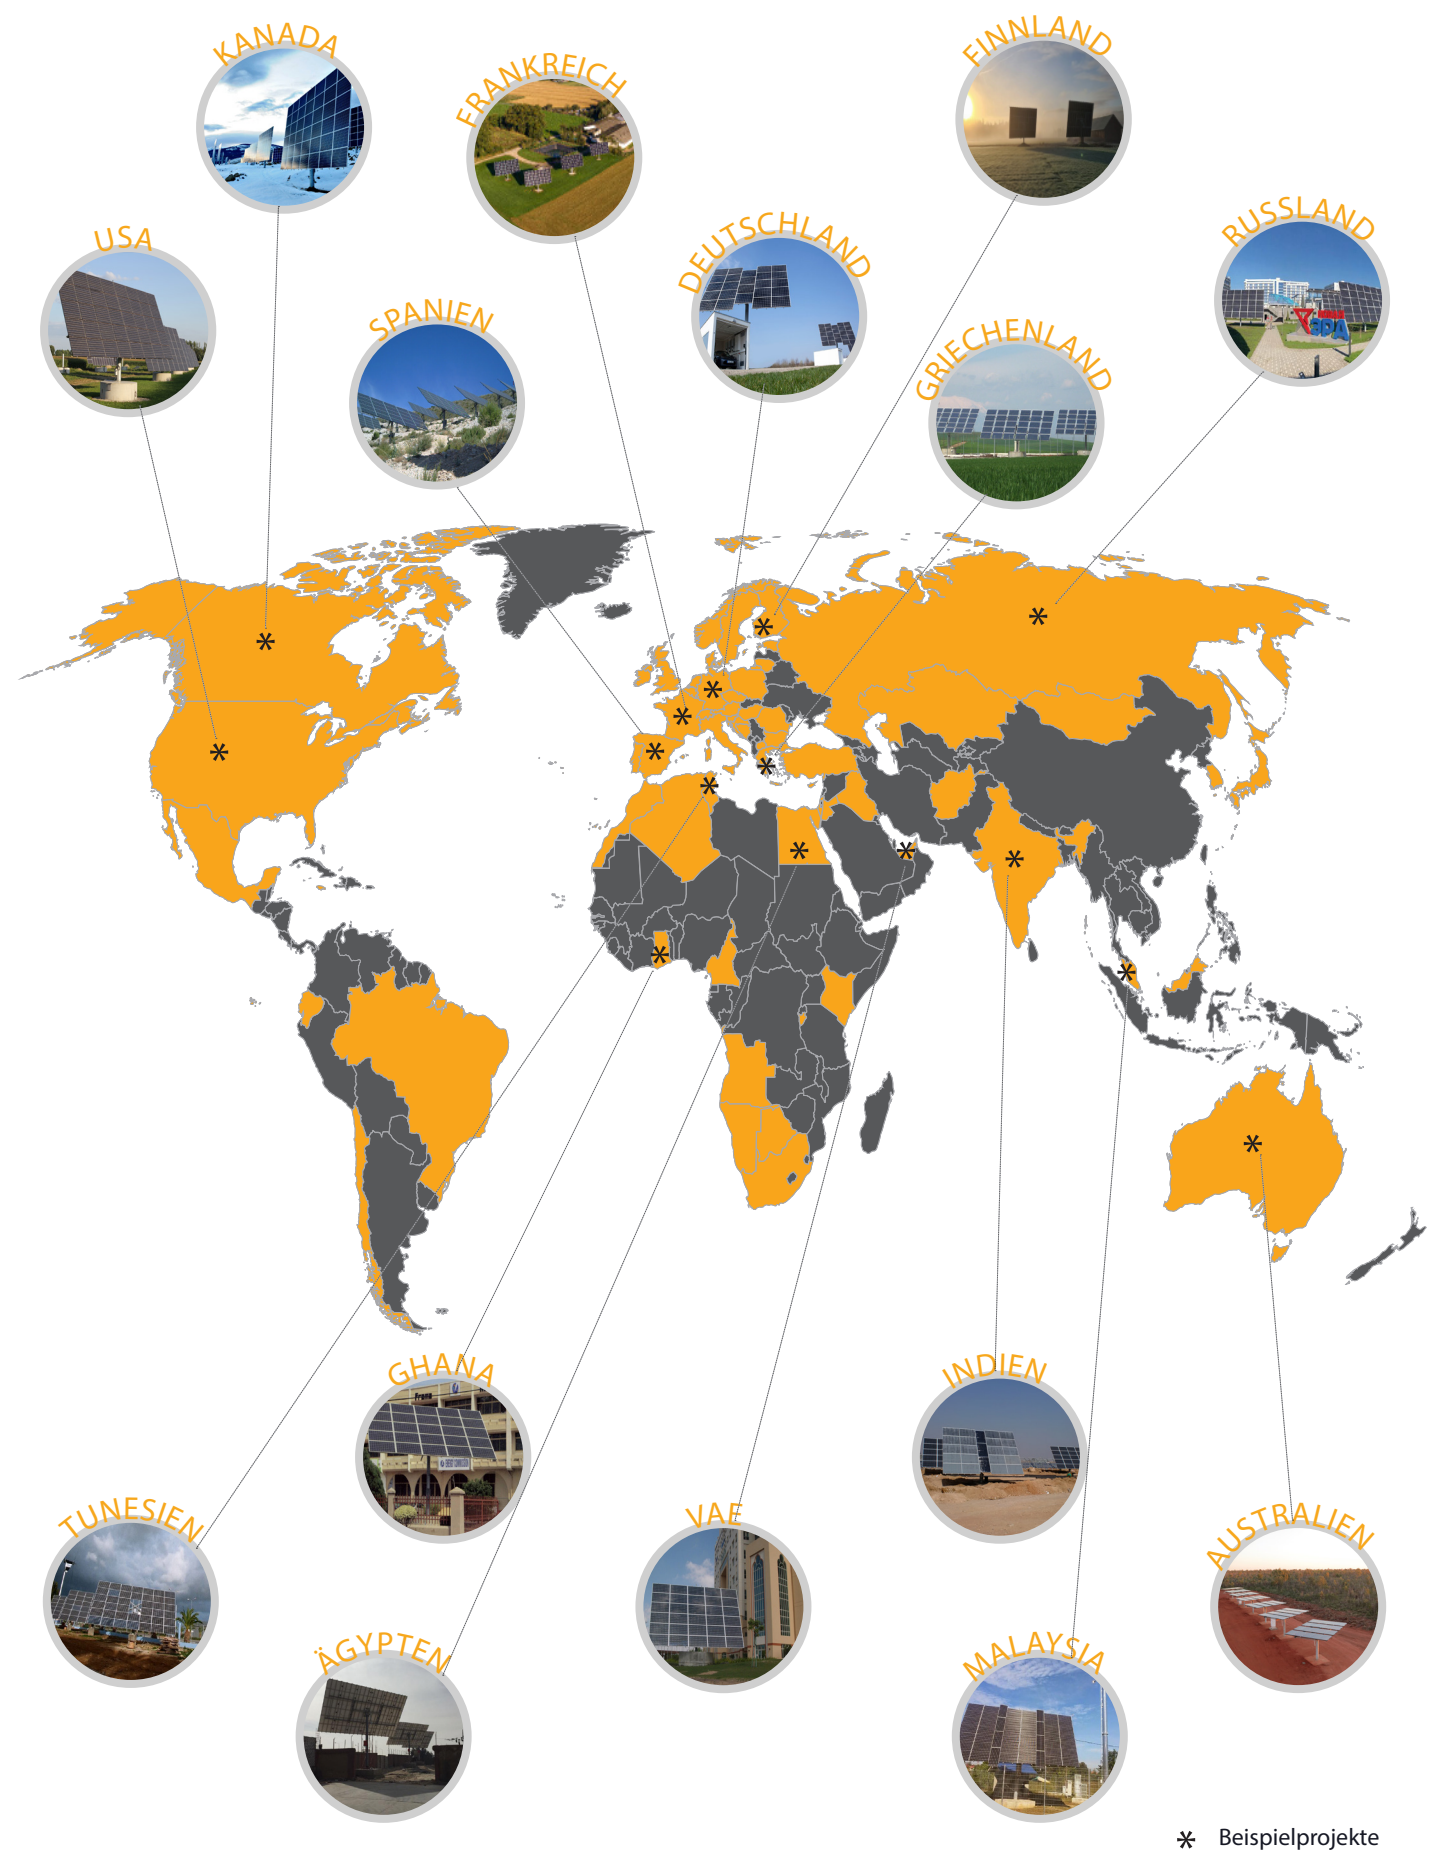 KANADA
FRANKREICH
FINNLAND
USA
SPANIEN
DEUTSCHLAND
GRIECHENLAND
RUSSLAND
GHANA
INDIEN
TUNESIEN
VAE
AUSTRALIEN
ÄGYPTEN
MALAYSIA
* Beispielprojekte